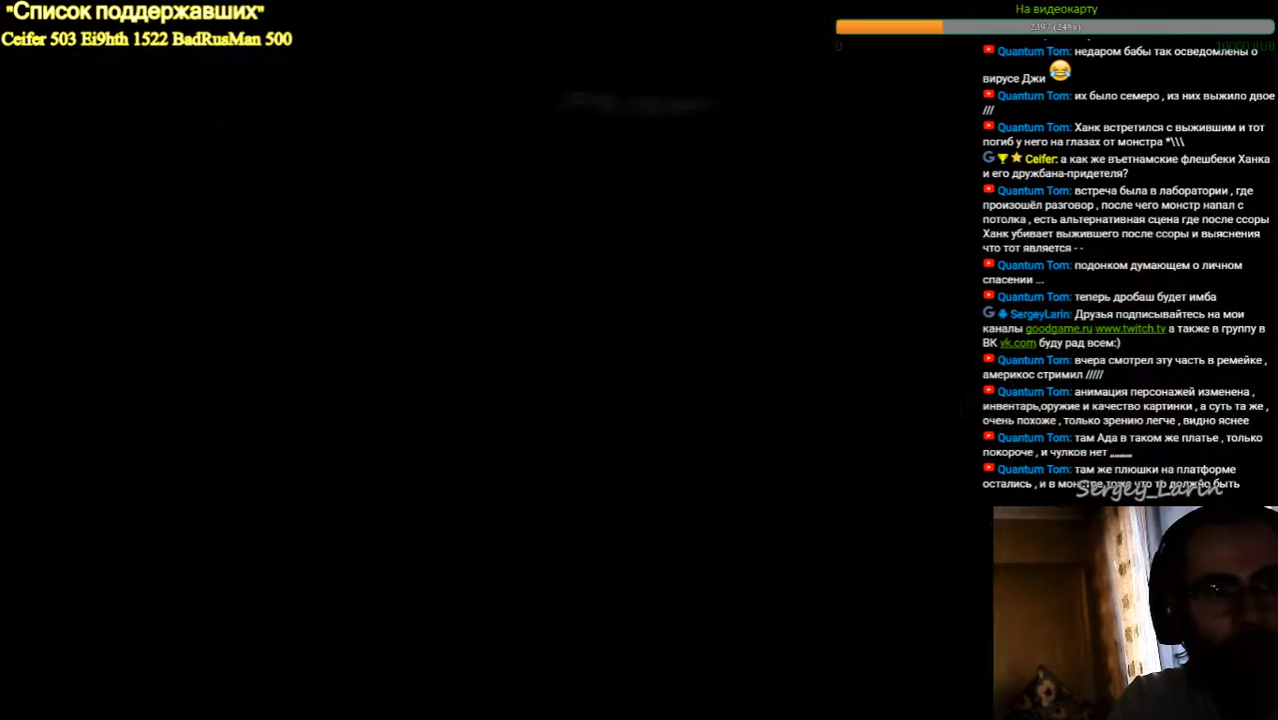 "Список поддержавших"
Ceifer 503 Ei9hth 1522 BadRusMan 500
На видеокарту
2397 (24%)
0
10000 RUB
Quantum Tom: недаром бабы так осведомлены о
вирусе Джи 😂
Quantum Tom: их было семеро , из них выжило двое
///
Quantum Tom: Ханк встретился с выжившим и тот
погиб у него на глазах от монстра *\\\
Ceifer: а как же въетнамские флешбеки Ханка
и его дружбана-придетеля?
Quantum Tom: встреча была в лаборатории , где
произошёл разговор , после чего монстр напал с
потолка , есть альтернативная сцена где после ссоры
Ханк убивает выжившего после ссоры и выяснения
что тот является - -
Quantum Tom: подонком думающем о личном
спасении ...
Quantum Tom: теперь дробаш будет имба
SergeyLarin: Друзья подписывайтесь на мои
каналы goodgame.ru www.twitch.tv а также в группу в
ВК vk.com буду рад всем:)
Quantum Tom: вчера смотрел эту часть в ремейке ,
америкос стримил /////
Quantum Tom: анимация персонажей изменена ,
инвентарь,оружие и качество картинки , а суть та же ,
очень похоже , только зрению легче , видно яснее
Quantum Tom: там Ада в таком же платье , только
покороче , и чулков нет ,,,,,,,,,
Quantum Tom: там же плюшки на платформе
остались , и в монстре тоже что то должно быть
Sergey_Larin